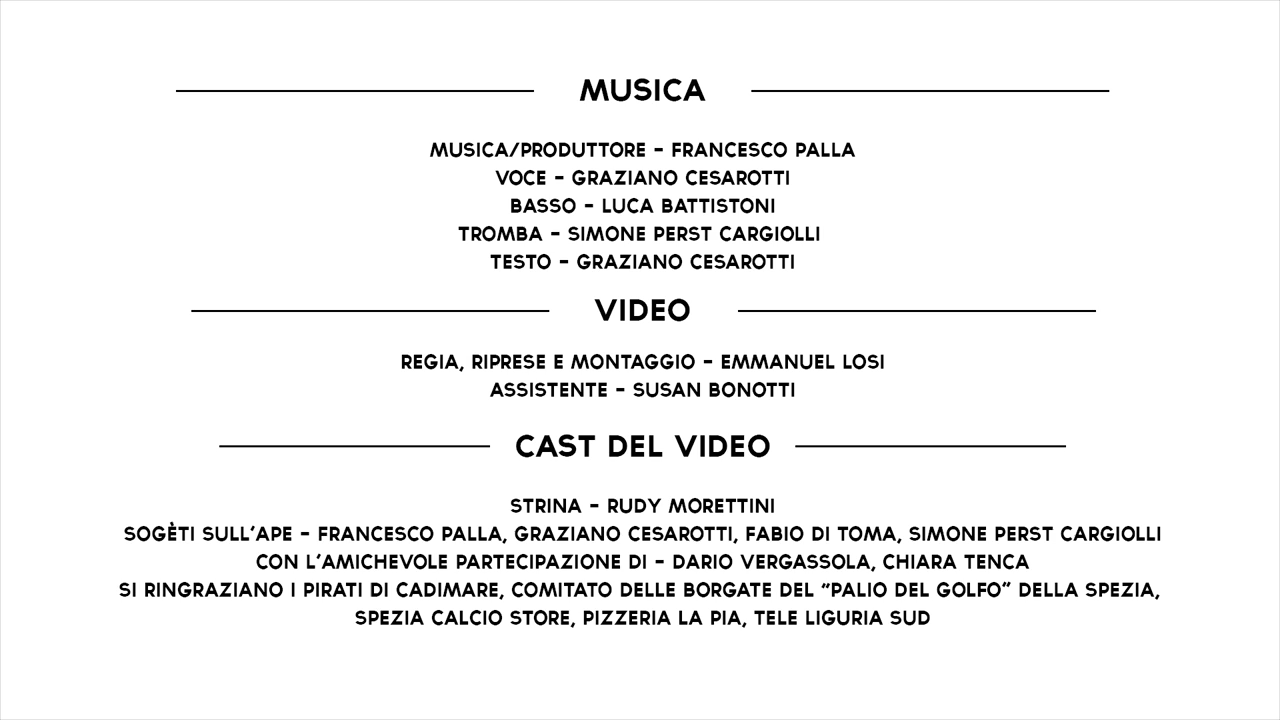 MUSICA
MUSICA/PRODUTTORE – FRANCESCO PALLA
VOCE – GRAZIANO CESAROTTI
BASSO – LUCA BATTISTONI
TROMBA – SIMONE PERST CARGIOLLI
TESTO – GRAZIANO CESAROTTI
VIDEO
REGIA, RIPRESE E MONTAGGIO – EMMANUEL LOSI
ASSISTENTE – SUSAN BONOTTI
CAST DEL VIDEO
STRINA – RUDY MORETTINI
SOGÈTI SULL'APE – FRANCESCO PALLA, GRAZIANO CESAROTTI, FABIO DI TOMA, SIMONE PERST CARGIOLLI
CON L'AMICHEVOLE PARTECIPAZIONE DI – DARIO VERGASSOLA, CHIARA TENCA
SI RINGRAZIANO I PIRATI DI CADIMARE, COMITATO DELLE BORGATE DEL “PALIO DEL GOLFO” DELLA SPEZIA,
SPEZIA CALCIO STORE, PIZZERIA LA PIA, TELE LIGURIA SUD